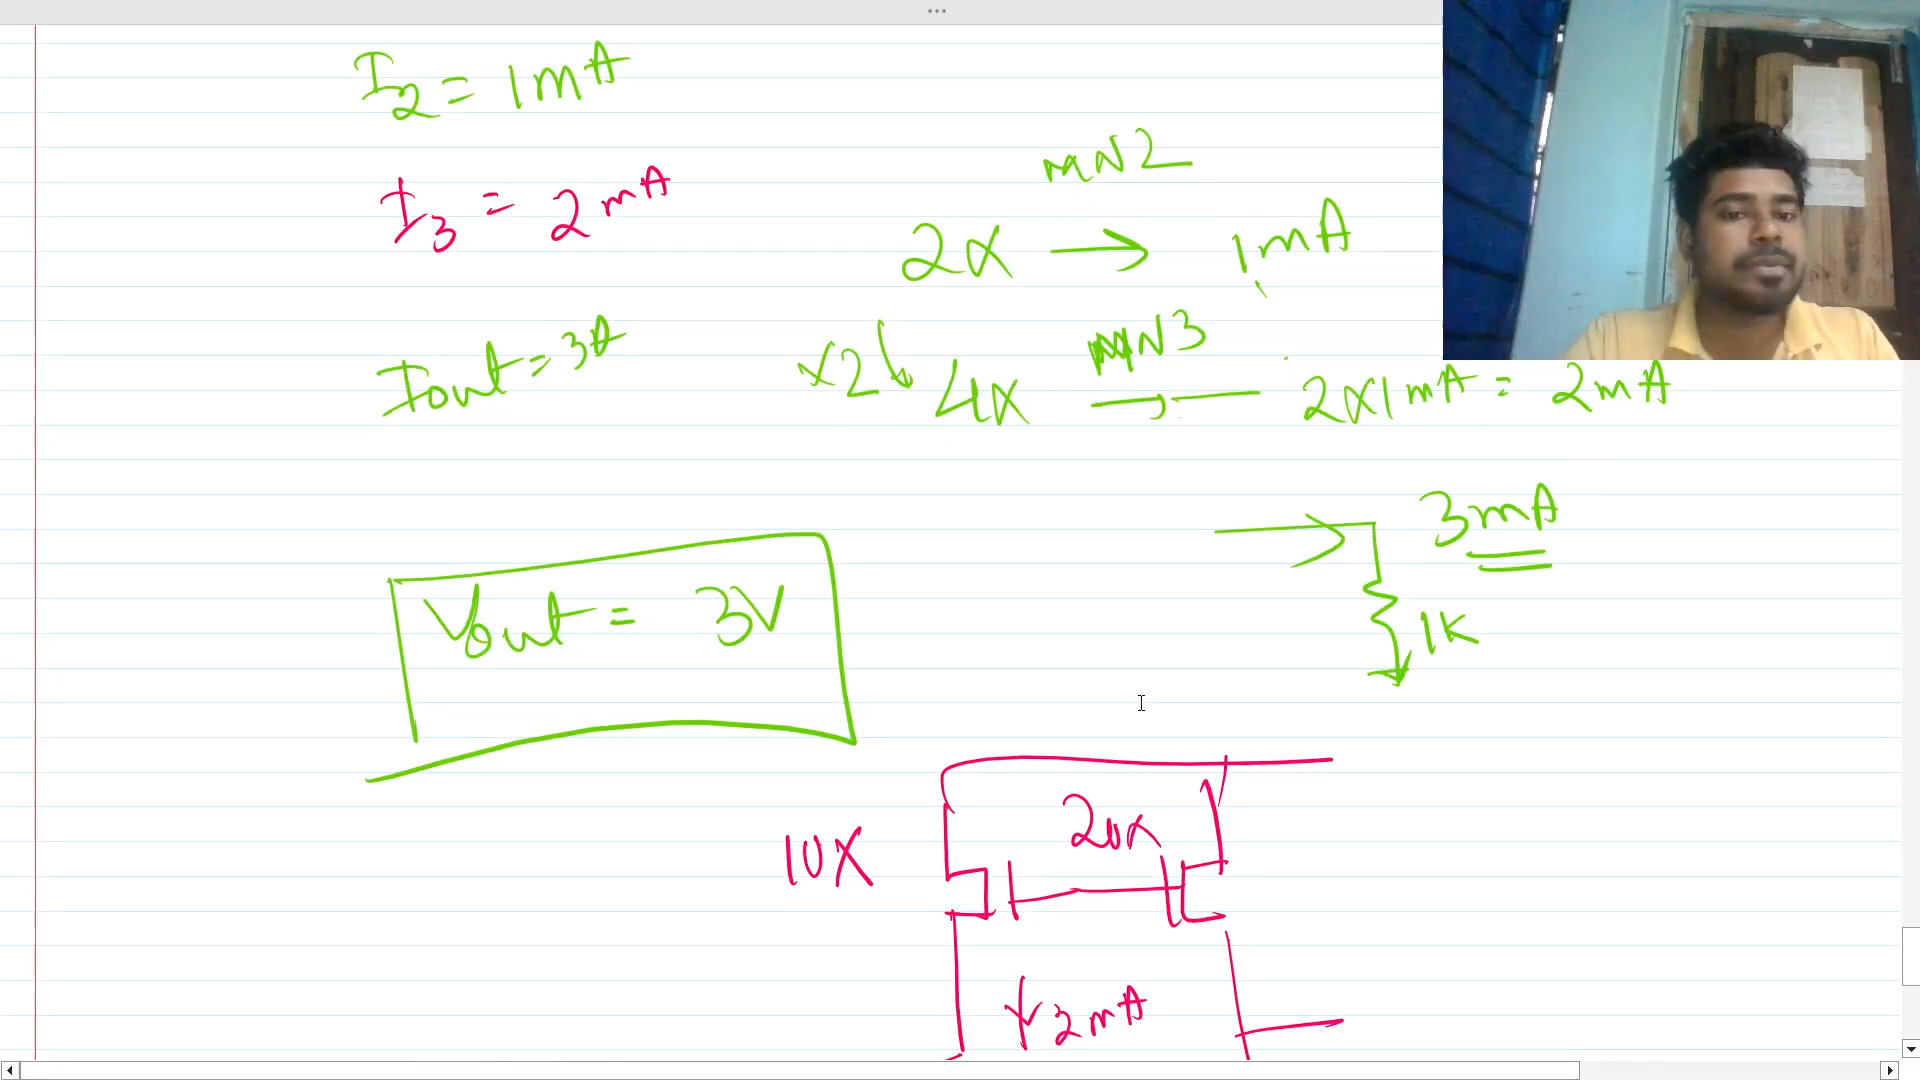 I2 = 1mA
MN2
I3 = 2mA
2x → 1mA
MN3
Iout = 3A
x2 4x → 2x1mA = 2mA
3mA
Vout = 3V
1K
20x
10X
2mA